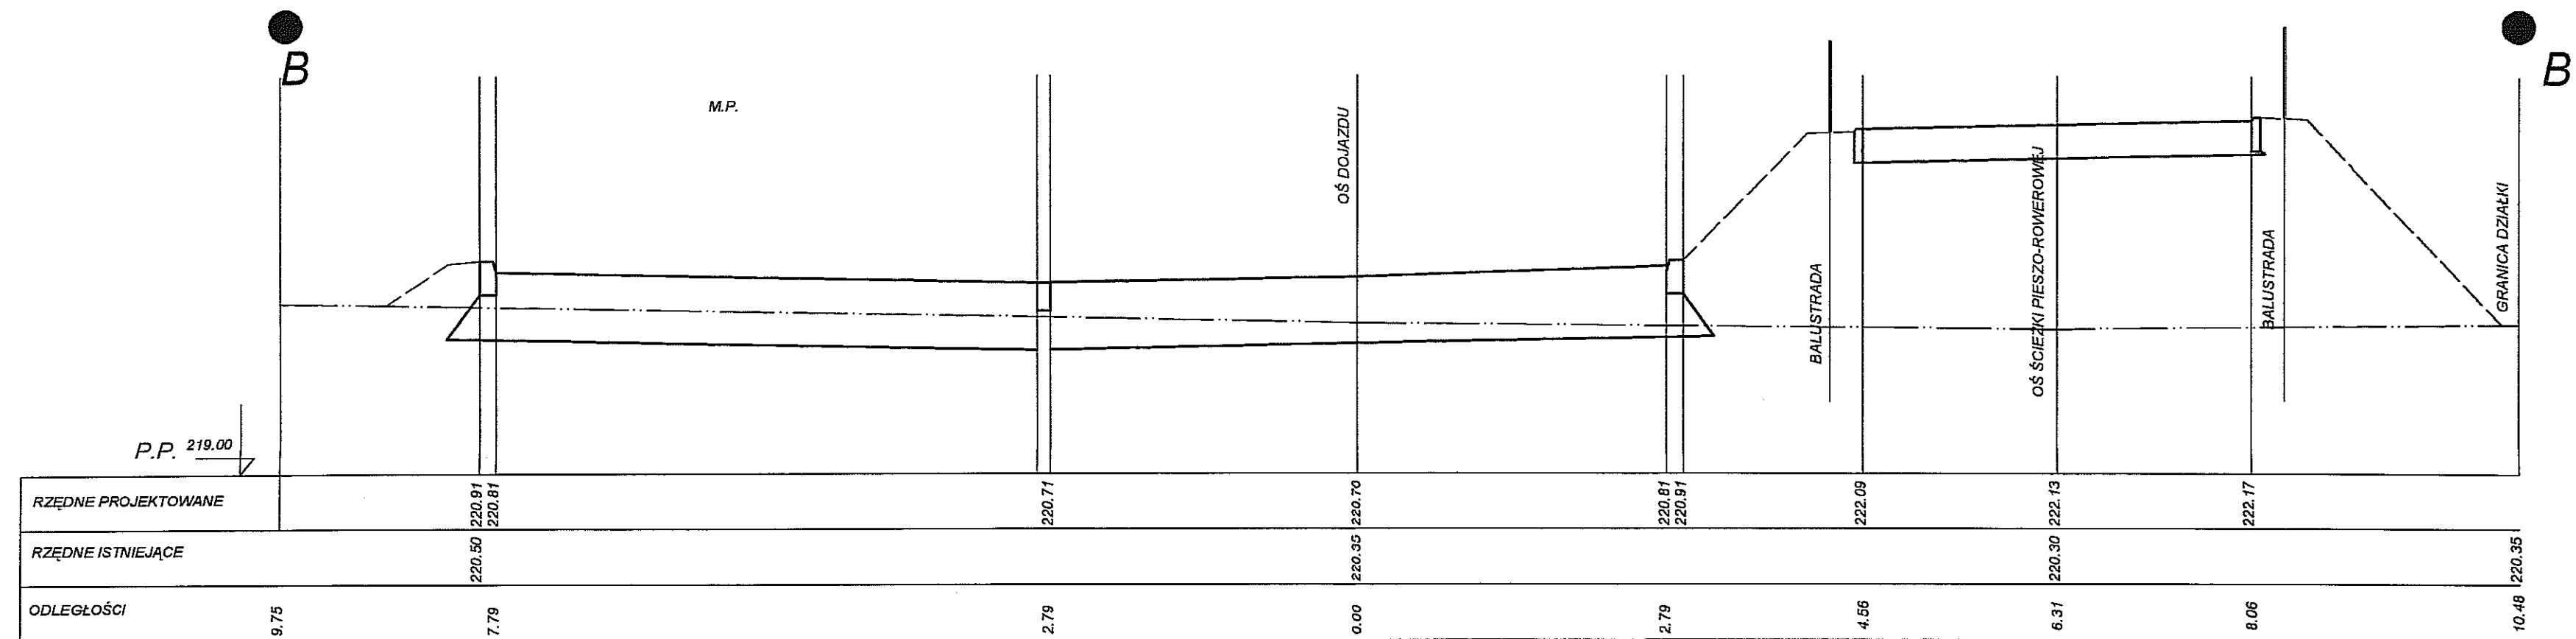 B
B
M.P.
OŚ DOJAZDU
BALUSTRADA
OŚ ŚCIEZKI PIESZO-ROWEROWEJ
BALUSTRADA
GRANICA DZIAŁKI
P.P. 219.00
RZĘDNE PROJEKTOWANE 220.91 220.81 220.71 220.70 220.81 220.91 222.09 222.13 222.17
RZĘDNE ISTNIEJĄCE 220.50 220.35 220.30 220.35
ODLEGŁOŚCI 9.75 7.79 2.79 0.00 2.79 4.56 6.31 8.06 10.48